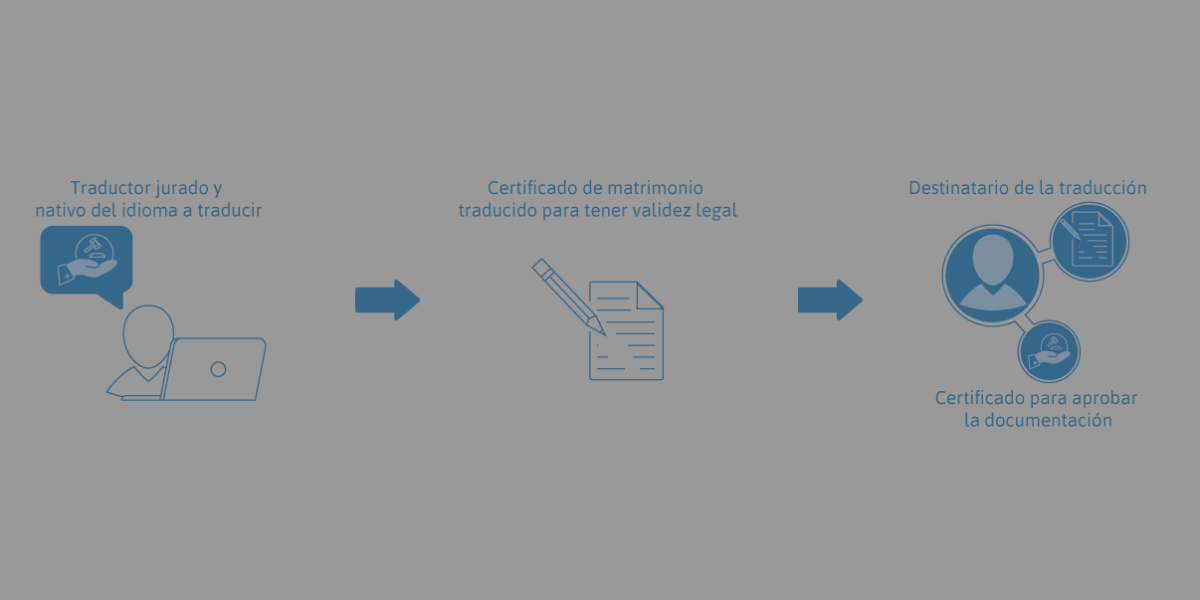 Traductor jurado y
nativo del idioma a traducir
Certificado de matrimonio
traducido para tener validez legal
Destinatario de la traducción
Certificado para aprobar
la documentación